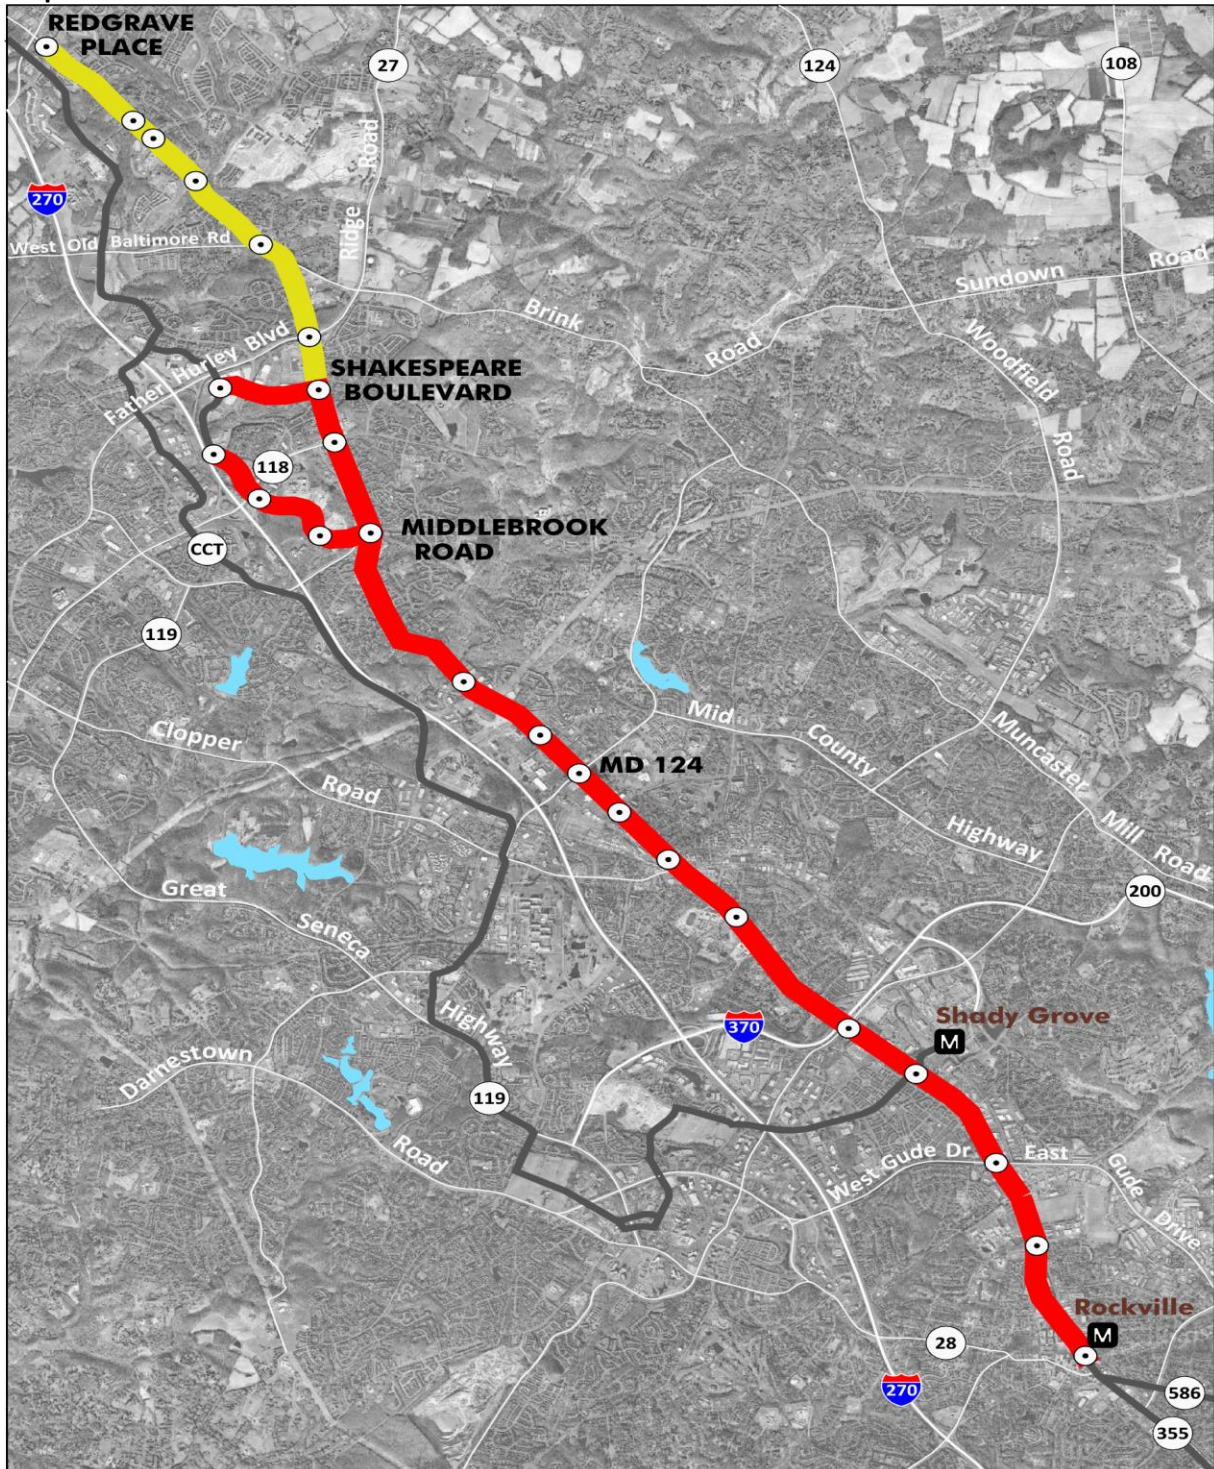 REDGRAVE
PLACE
27
124
108
Ridge Road
270
West Old Baltimore Rd
Sundown Road
Brink
Road
Woodfield
Road
Father Hurley Blvd
SHAKESPEARE
BOULEVARD
118
MIDDLEBROOK
ROAD
CCT
119
Clopper
Road
Mid
County
Highway
MD 124
Muncaster
Mill Road
200
Great
Seneca
Highway
Shady Grove
M
370
Darnestown
Road
119
West Gude Dr
East
Gude
Drive
Rockville
M
28
270
586
355